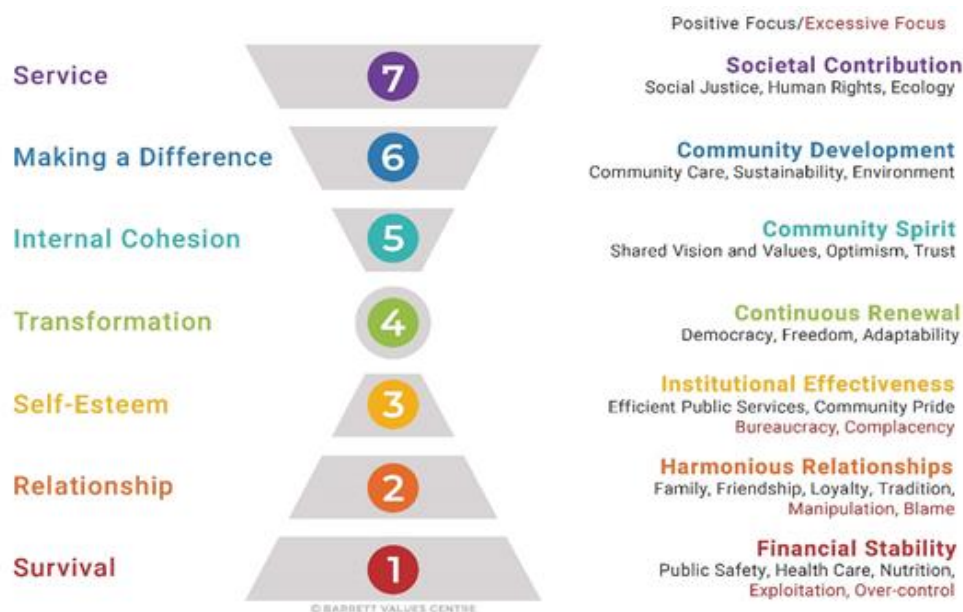 Positive Focus/Excessive Focus
Service
7
Societal Contribution
Social Justice, Human Rights, Ecology
Making a Difference
6
Community Development
Community Care, Sustainability, Environment
Internal Cohesion
5
Community Spirit
Shared Vision and Values, Optimism, Trust
Transformation
4
Continuous Renewal
Democracy, Freedom, Adaptability
Self-Esteem
3
Institutional Effectiveness
Efficient Public Services, Community Pride
Bureaucracy, Complacency
Relationship
2
Harmonious Relationships
Family, Friendship, Loyalty, Tradition,
Manipulation, Blame
Survival
1
Financial Stability
Public Safety, Health Care, Nutrition,
Exploitation, Over-control
© BARRETT VALUES CENTRE